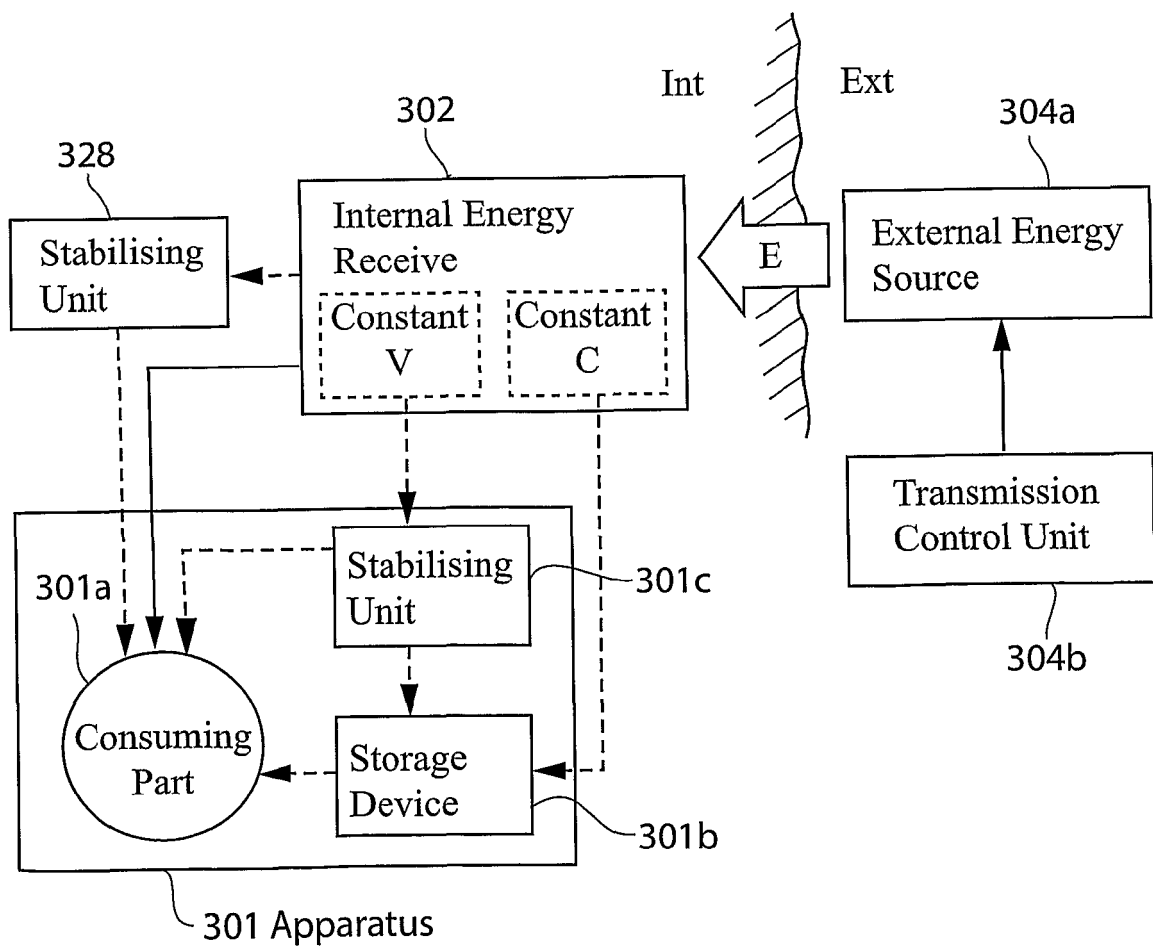 Int
Ext
302
304a
328
Internal Energy
Receive
External Energy
Source
Stabilising
Unit
E
Constant
V
Constant
C
Transmission
Control Unit
Stabilising
Unit
301c
301a
304b
Consuming
Part
Storage
Device
301b
301 Apparatus